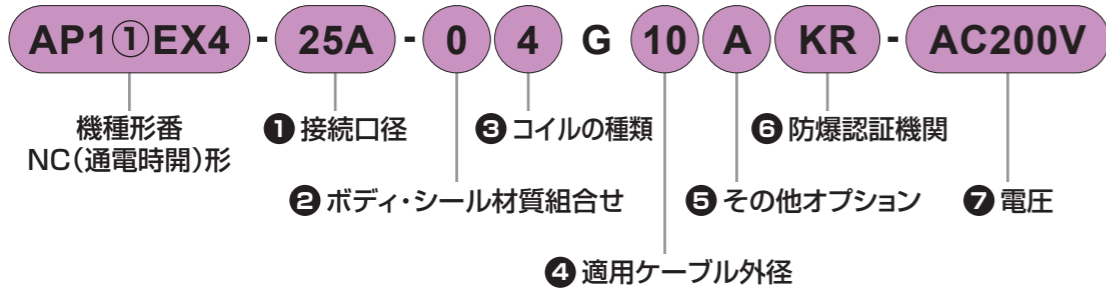 AP1①EX4 - 25A - 0 4 G 10 A KR - AC200V
機種形番
NC(通電時開)形
❶ 接続口径
❸ コイルの種類
❻ 防爆認証機関
❷ ボディ・シール材質組合せ
❺ その他オプション
❼ 電圧
❹ 適用ケーブル外径